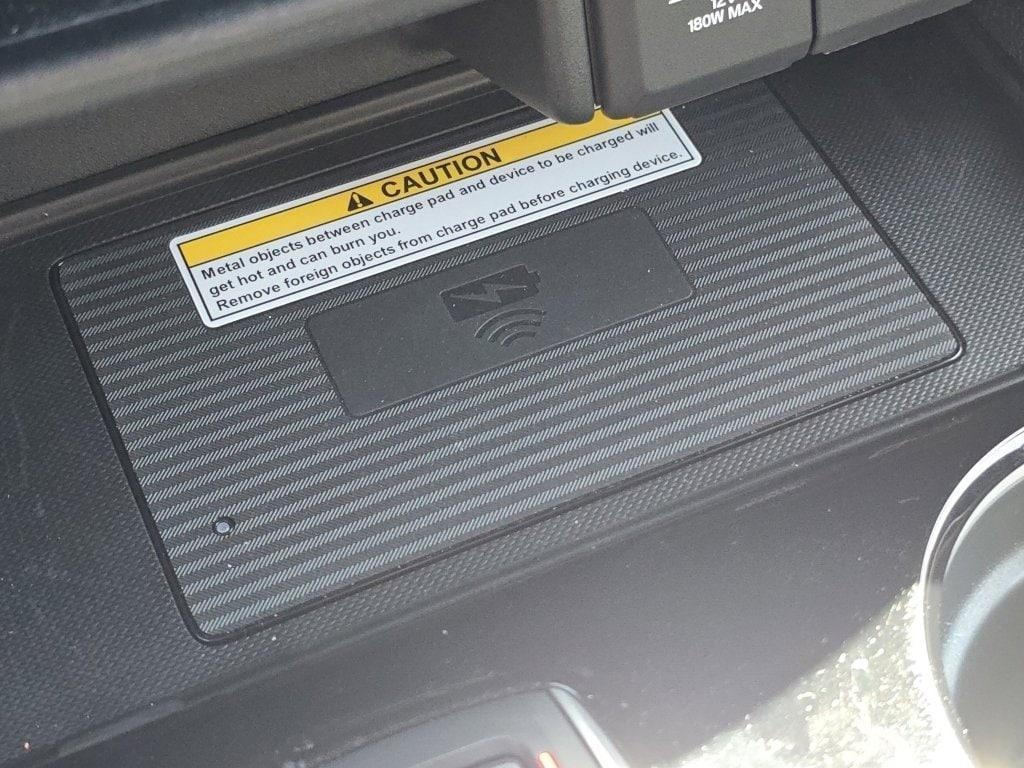 180W MAX
CAUTION
Metal objects between charge pad and device to be charged will
get hot and can burn you.
Remove foreign objects from charge pad before charging device.